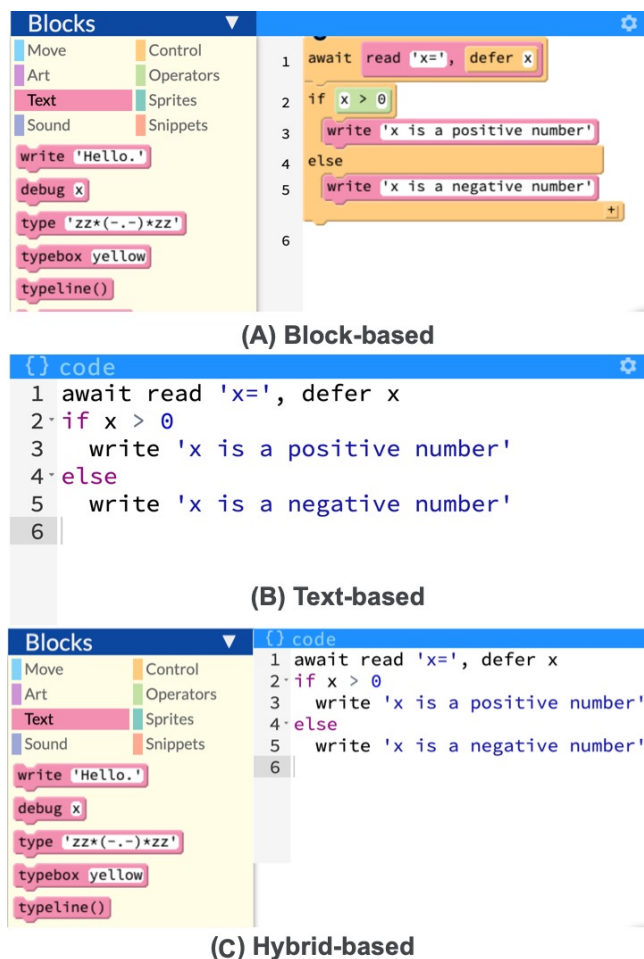 Blocks ▼
Move Control
Art Operators
Text Sprites
Sound Snippets
write 'Hello.'
debug x
type 'zz*(-.-)*zz'
typebox yellow
typeline()
1 await read 'x=', defer x
2 if x > 0
3 write 'x is a positive number'
4 else
5 write 'x is a negative number'
+
6
(A) Block-based
{} code
1 await read 'x=', defer x
2 if x > 0
3 write 'x is a positive number'
4 else
5 write 'x is a negative number'
6
(B) Text-based
Blocks ▼
Move Control
Art Operators
Text Sprites
Sound Snippets
write 'Hello.'
debug x
type 'zz*(-.-)*zz'
typebox yellow
typeline()
{} code
1 await read 'x=', defer x
2 if x > 0
3 write 'x is a positive number'
4 else
5 write 'x is a negative number'
6
(C) Hybrid-based